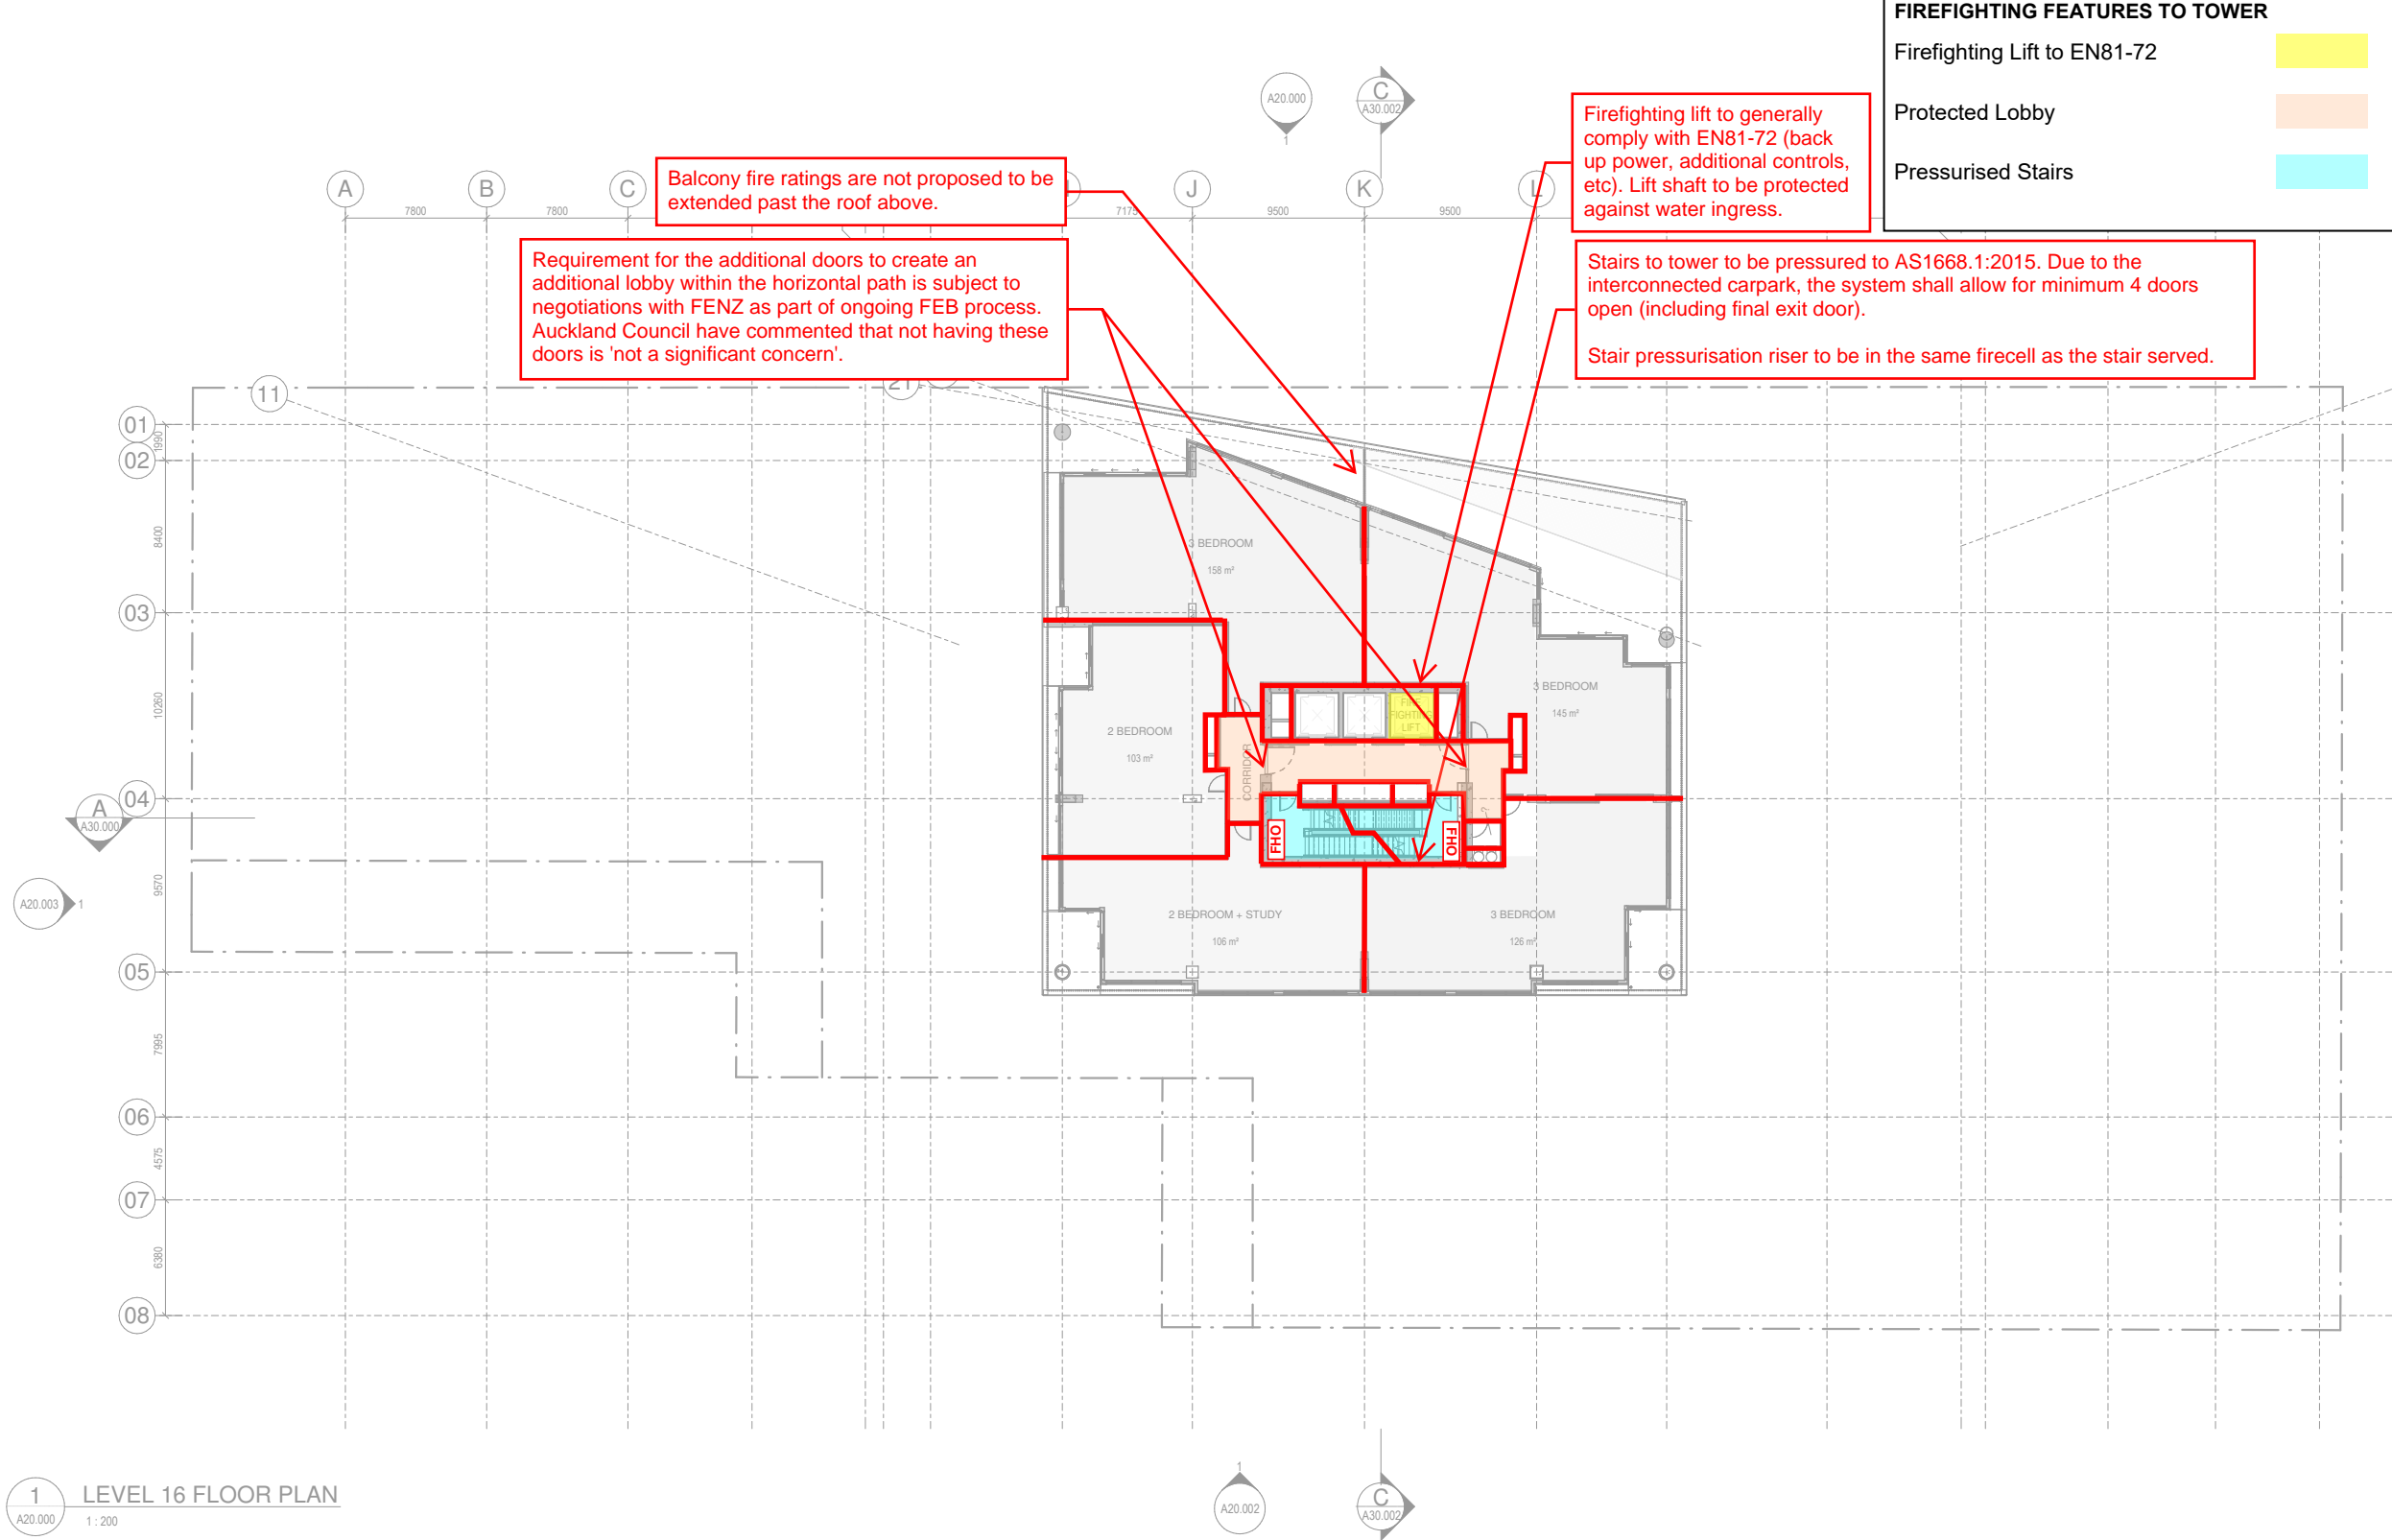 FIREFIGHTING FEATURES TO TOWER
Firefighting Lift to EN81-72
Protected Lobby
Pressurised Stairs
A20.000
1
C
A30.002
Firefighting lift to generally
comply with EN81-72 (back
up power, additional controls,
etc). Lift shaft to be protected
against water ingress.
Balcony fire ratings are not proposed to be
extended past the roof above.
A
B
C
J
K
L
7800
7800
7175
9500
9500
Requirement for the additional doors to create an
additional lobby within the horizontal path is subject to
negotiations with FENZ as part of ongoing FEB process.
Auckland Council have commented that not having these
doors is 'not a significant concern'.
Stairs to tower to be pressured to AS1668.1:2015. Due to the
interconnected carpark, the system shall allow for minimum 4 doors
open (including final exit door).
Stair pressurisation riser to be in the same firecell as the stair served.
11
21
01
1990
02
8400
03
10260
04
9570
05
7995
06
4575
07
6380
08
3 BEDROOM
158 m²
3 BEDROOM
145 m²
2 BEDROOM
103 m²
FIRE
FIGHTING
LIFT
CORRIDOR
FHO
FHO
2 BEDROOM + STUDY
106 m²
3 BEDROOM
126 m²
A
A30.000
A20.003
1
1
A20.000
LEVEL 16 FLOOR PLAN
1 : 200
1
A20.002
C
A30.002